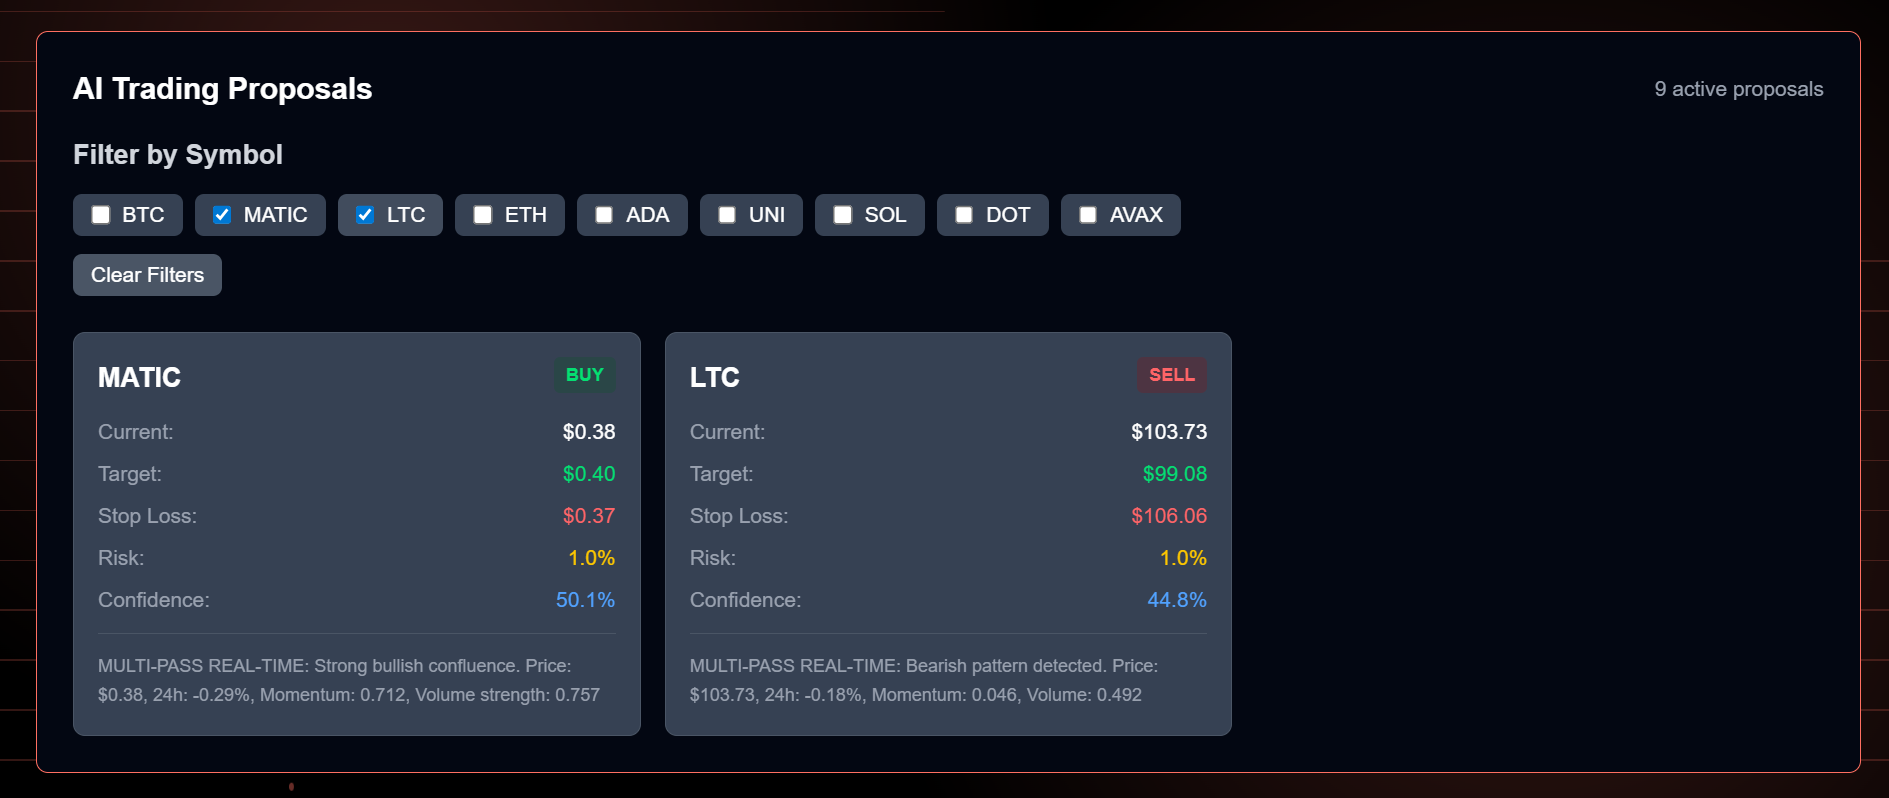 AI Trading Proposals
9 active proposals
Filter by Symbol
BTC MATIC LTC ETH ADA UNI SOL DOT AVAX
Clear Filters
MATIC BUY
Current: $0.38
Target: $0.40
Stop Loss: $0.37
Risk: 1.0%
Confidence: 50.1%
MULTI-PASS REAL-TIME: Strong bullish confluence. Price:
$0.38, 24h: -0.29%, Momentum: 0.712, Volume strength: 0.757
LTC SELL
Current: $103.73
Target: $99.08
Stop Loss: $106.06
Risk: 1.0%
Confidence: 44.8%
MULTI-PASS REAL-TIME: Bearish pattern detected. Price:
$103.73, 24h: -0.18%, Momentum: 0.046, Volume: 0.492